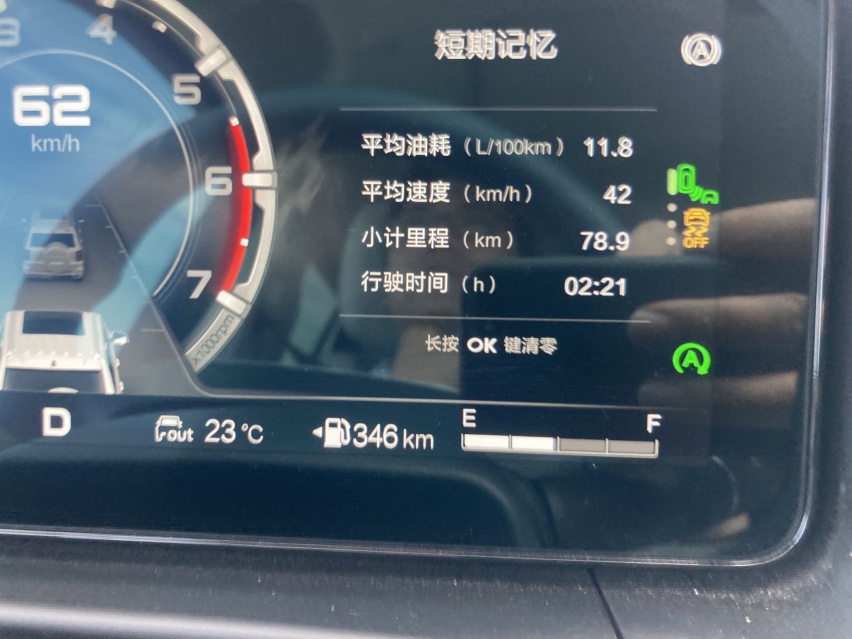 3
4
5
6
7
62
km/h
x1000rpm
短期记忆
平均油耗（L/100km） 11.8
平均速度（km/h） 42
小计里程（km） 78.9
行驶时间（h） 02:21
长按 OK 键清零
A
OFF
A
D
out 23 °C
346 km
E F